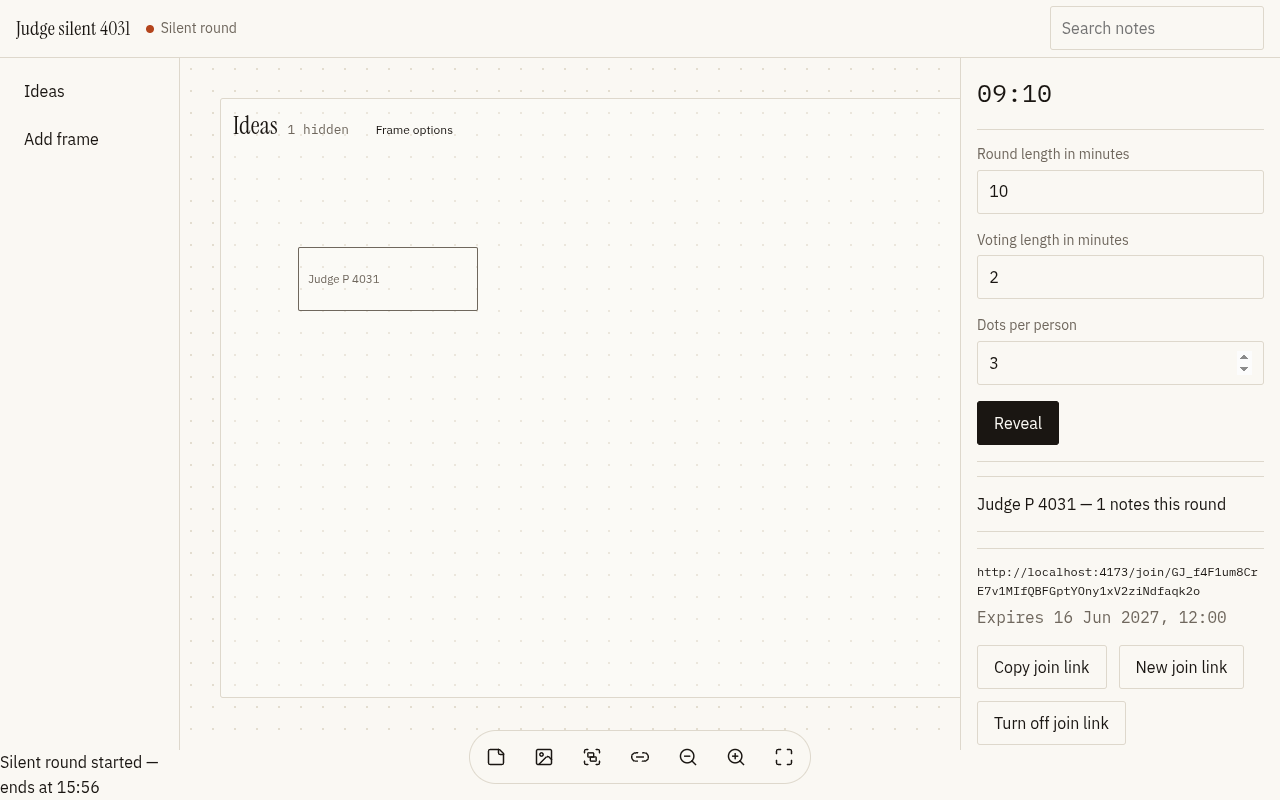 Judge silent 4031
Silent round
Search notes
Ideas
Add frame
Ideas
1 hidden
Frame options
Judge P 4031
09:10
Round length in minutes
10
Voting length in minutes
2
Dots per person
3
Reveal
Judge P 4031 — 1 notes this round
http://localhost:4173/join/GJ_f4F1um8Cr
E7v1MIfQBFGptYOny1xV2ziNdfaqk2o
Expires 16 Jun 2027, 12:00
Copy join link
New join link
Turn off join link
Silent round started —
ends at 15:56